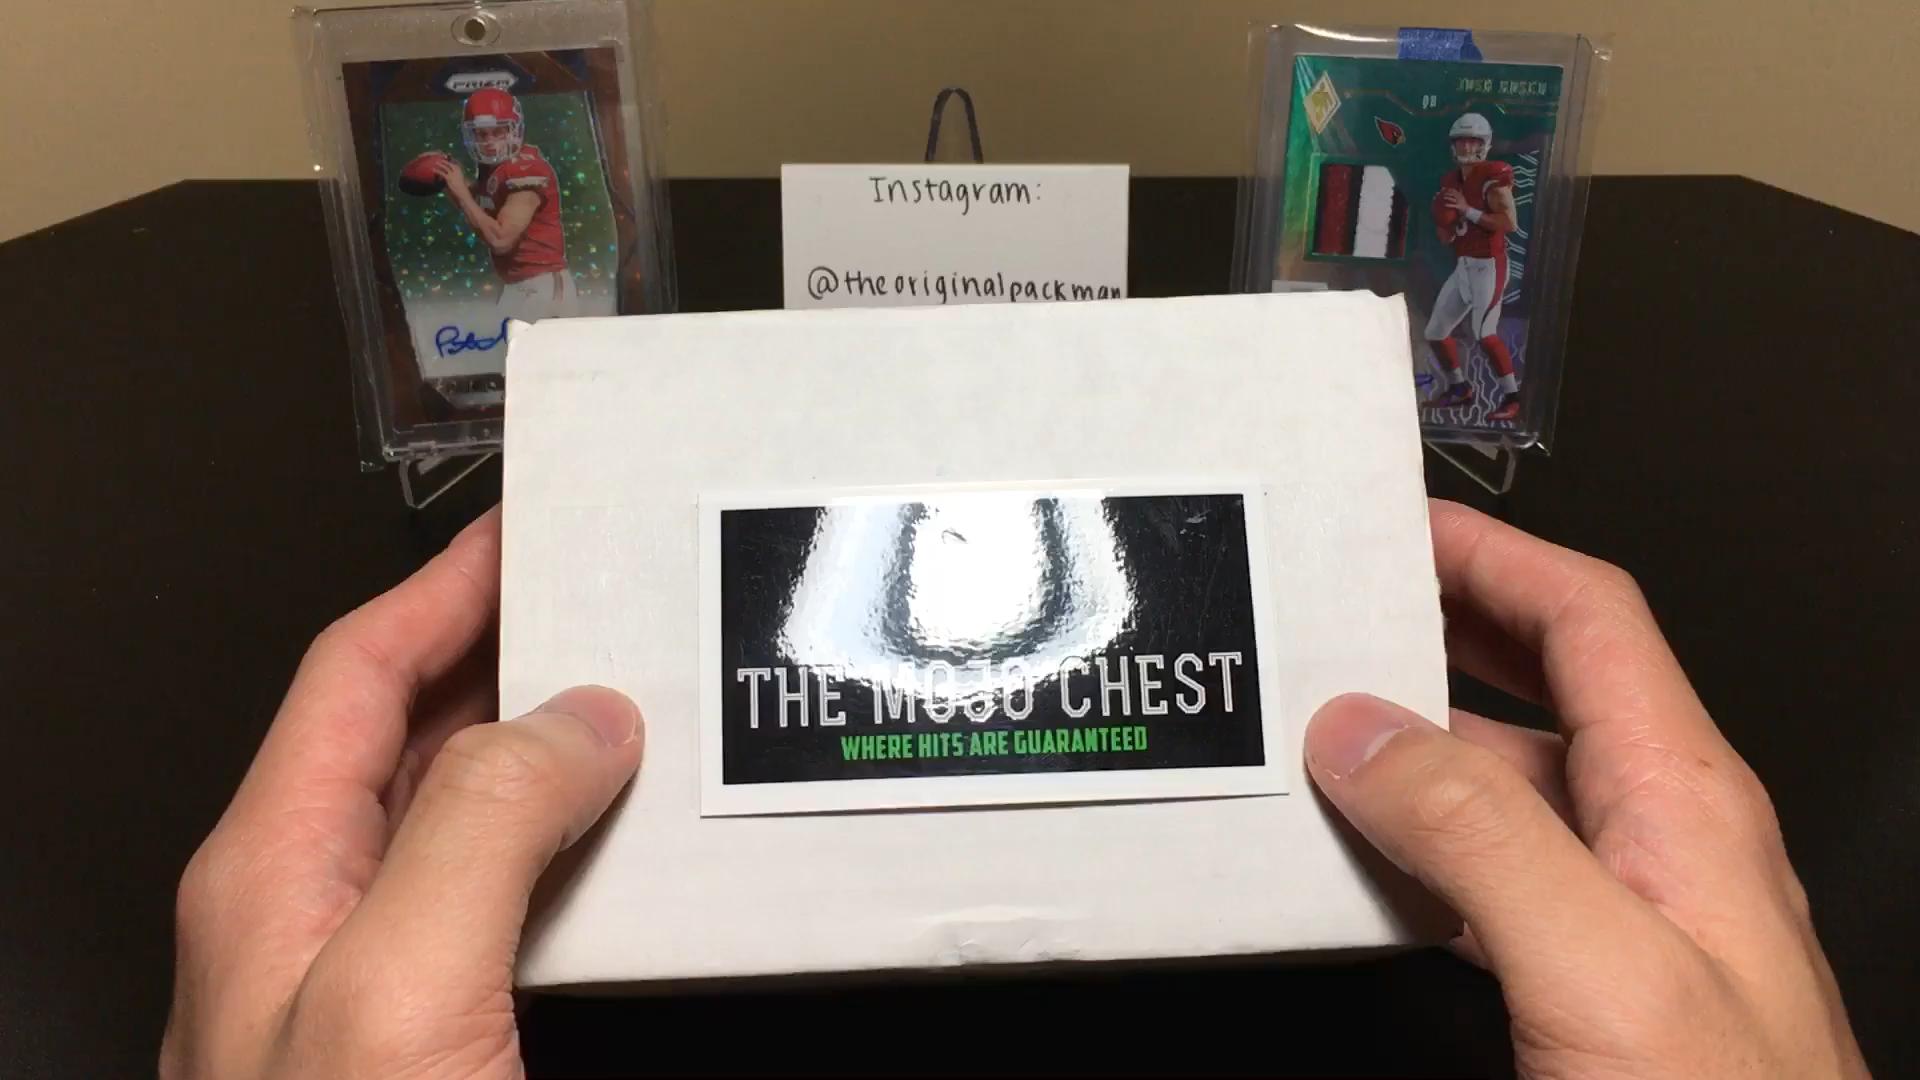 PRIZM
QB
Instagram:
@theoriginalpackman
THE MOJO CHEST
WHERE HITS ARE GUARANTEED